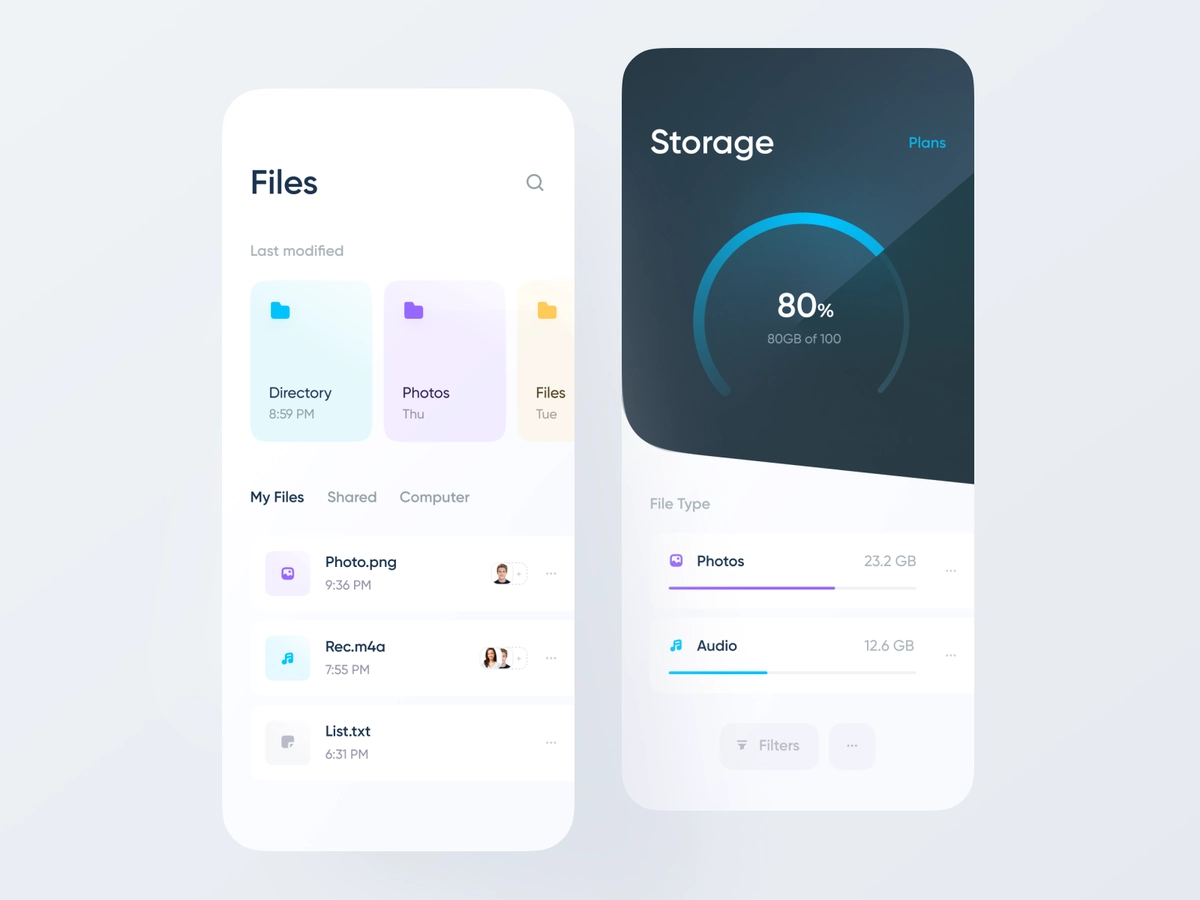 Files
Last modified
Directory
8:59 PM
Photos
Thu
Files
Tue
My Files Shared Computer
Photo.png
9:36 PM
Rec.m4a
7:55 PM
List.txt
6:31 PM
Storage
Plans
80%
80GB of 100
File Type
Photos 23.2 GB
Audio 12.6 GB
Filters